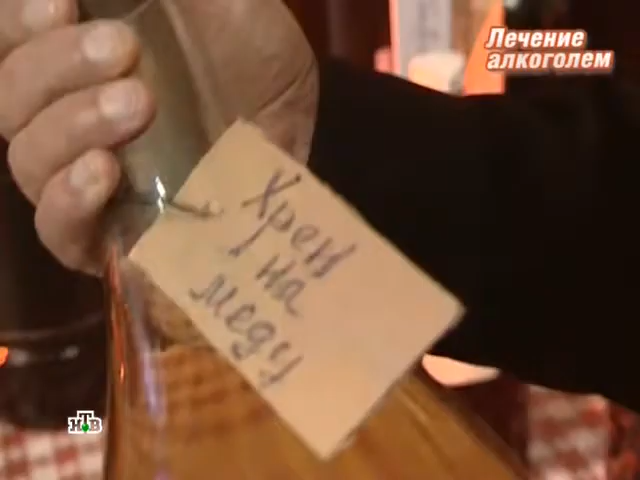 Лечение
алкоголем
Хрен
на
меду
НТВ